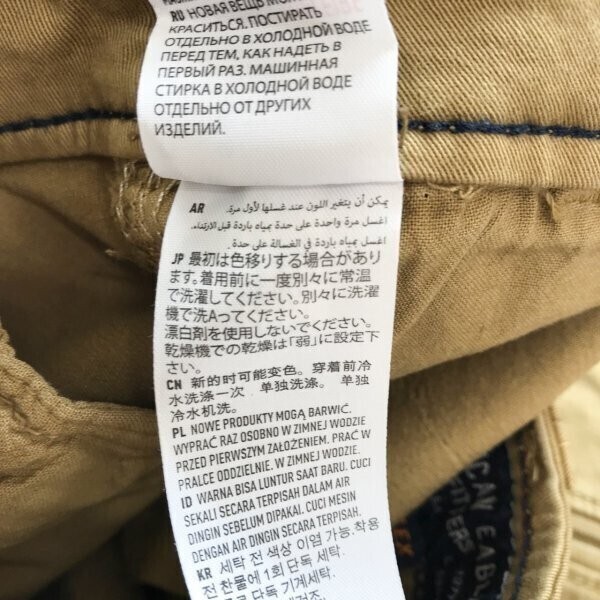 RU НОВАЯ ВЕЩЬ МОЖ
КРАСИТЬСЯ. ПОСТИРАТЬ
ОТДЕЛЬНО В ХОЛОДНОЙ ВОДЕ
ПЕРЕД ТЕМ, КАК НАДЕТЬ В
ПЕРВЫЙ РАЗ. МАШИННАЯ
СТИРКА В ХОЛОДНОЙ ВОДЕ
ОТДЕЛЬНО ОТ ДРУГИХ
ИЗДЕЛИЙ.
AR يمكن أن يتغير اللون عند غسلها لأول مرة.
اغسل مرة واحدة على حدة بمياه باردة قبل الارتداء.
اغسل بمياه باردة في الغسالة على حدة.
JP 最初は色移りする場合があり
ます。着用前に一度別々に常温
で洗濯してください。別々に洗濯
機で洗Aってください。
漂白剤を使用しないでください。
乾燥機での乾燥は「弱」に設定下
さい。
CN 新的时可能变色。穿着前冷
水洗涤一次 单独洗涤。 单独
冷水机洗。
PL NOWE PRODUKTY MOGĄ BARWIĆ.
WYPRAĆ RAZ OSOBNO W ZIMNEJ WODZIE
PRZED PIERWSZYM ZAŁOŻENIEM. PRAĆ W
PRALCE ODDZIELNIE. W ZIMNEJ WODZIE.
ID WARNA BISA LUNTUR SAAT BARU. CUCI
SEKALI SECARA TERPISAH DALAM AIR
DINGIN SEBELUM DIPAKAI. CUCI MESIN
DENGAN AIR DINGIN SECARA TERPISAH.
KR 세탁 전 색상 이염 가능. 착용
전 찬물에 1회 단독 세탁.
단독 기계세탁.